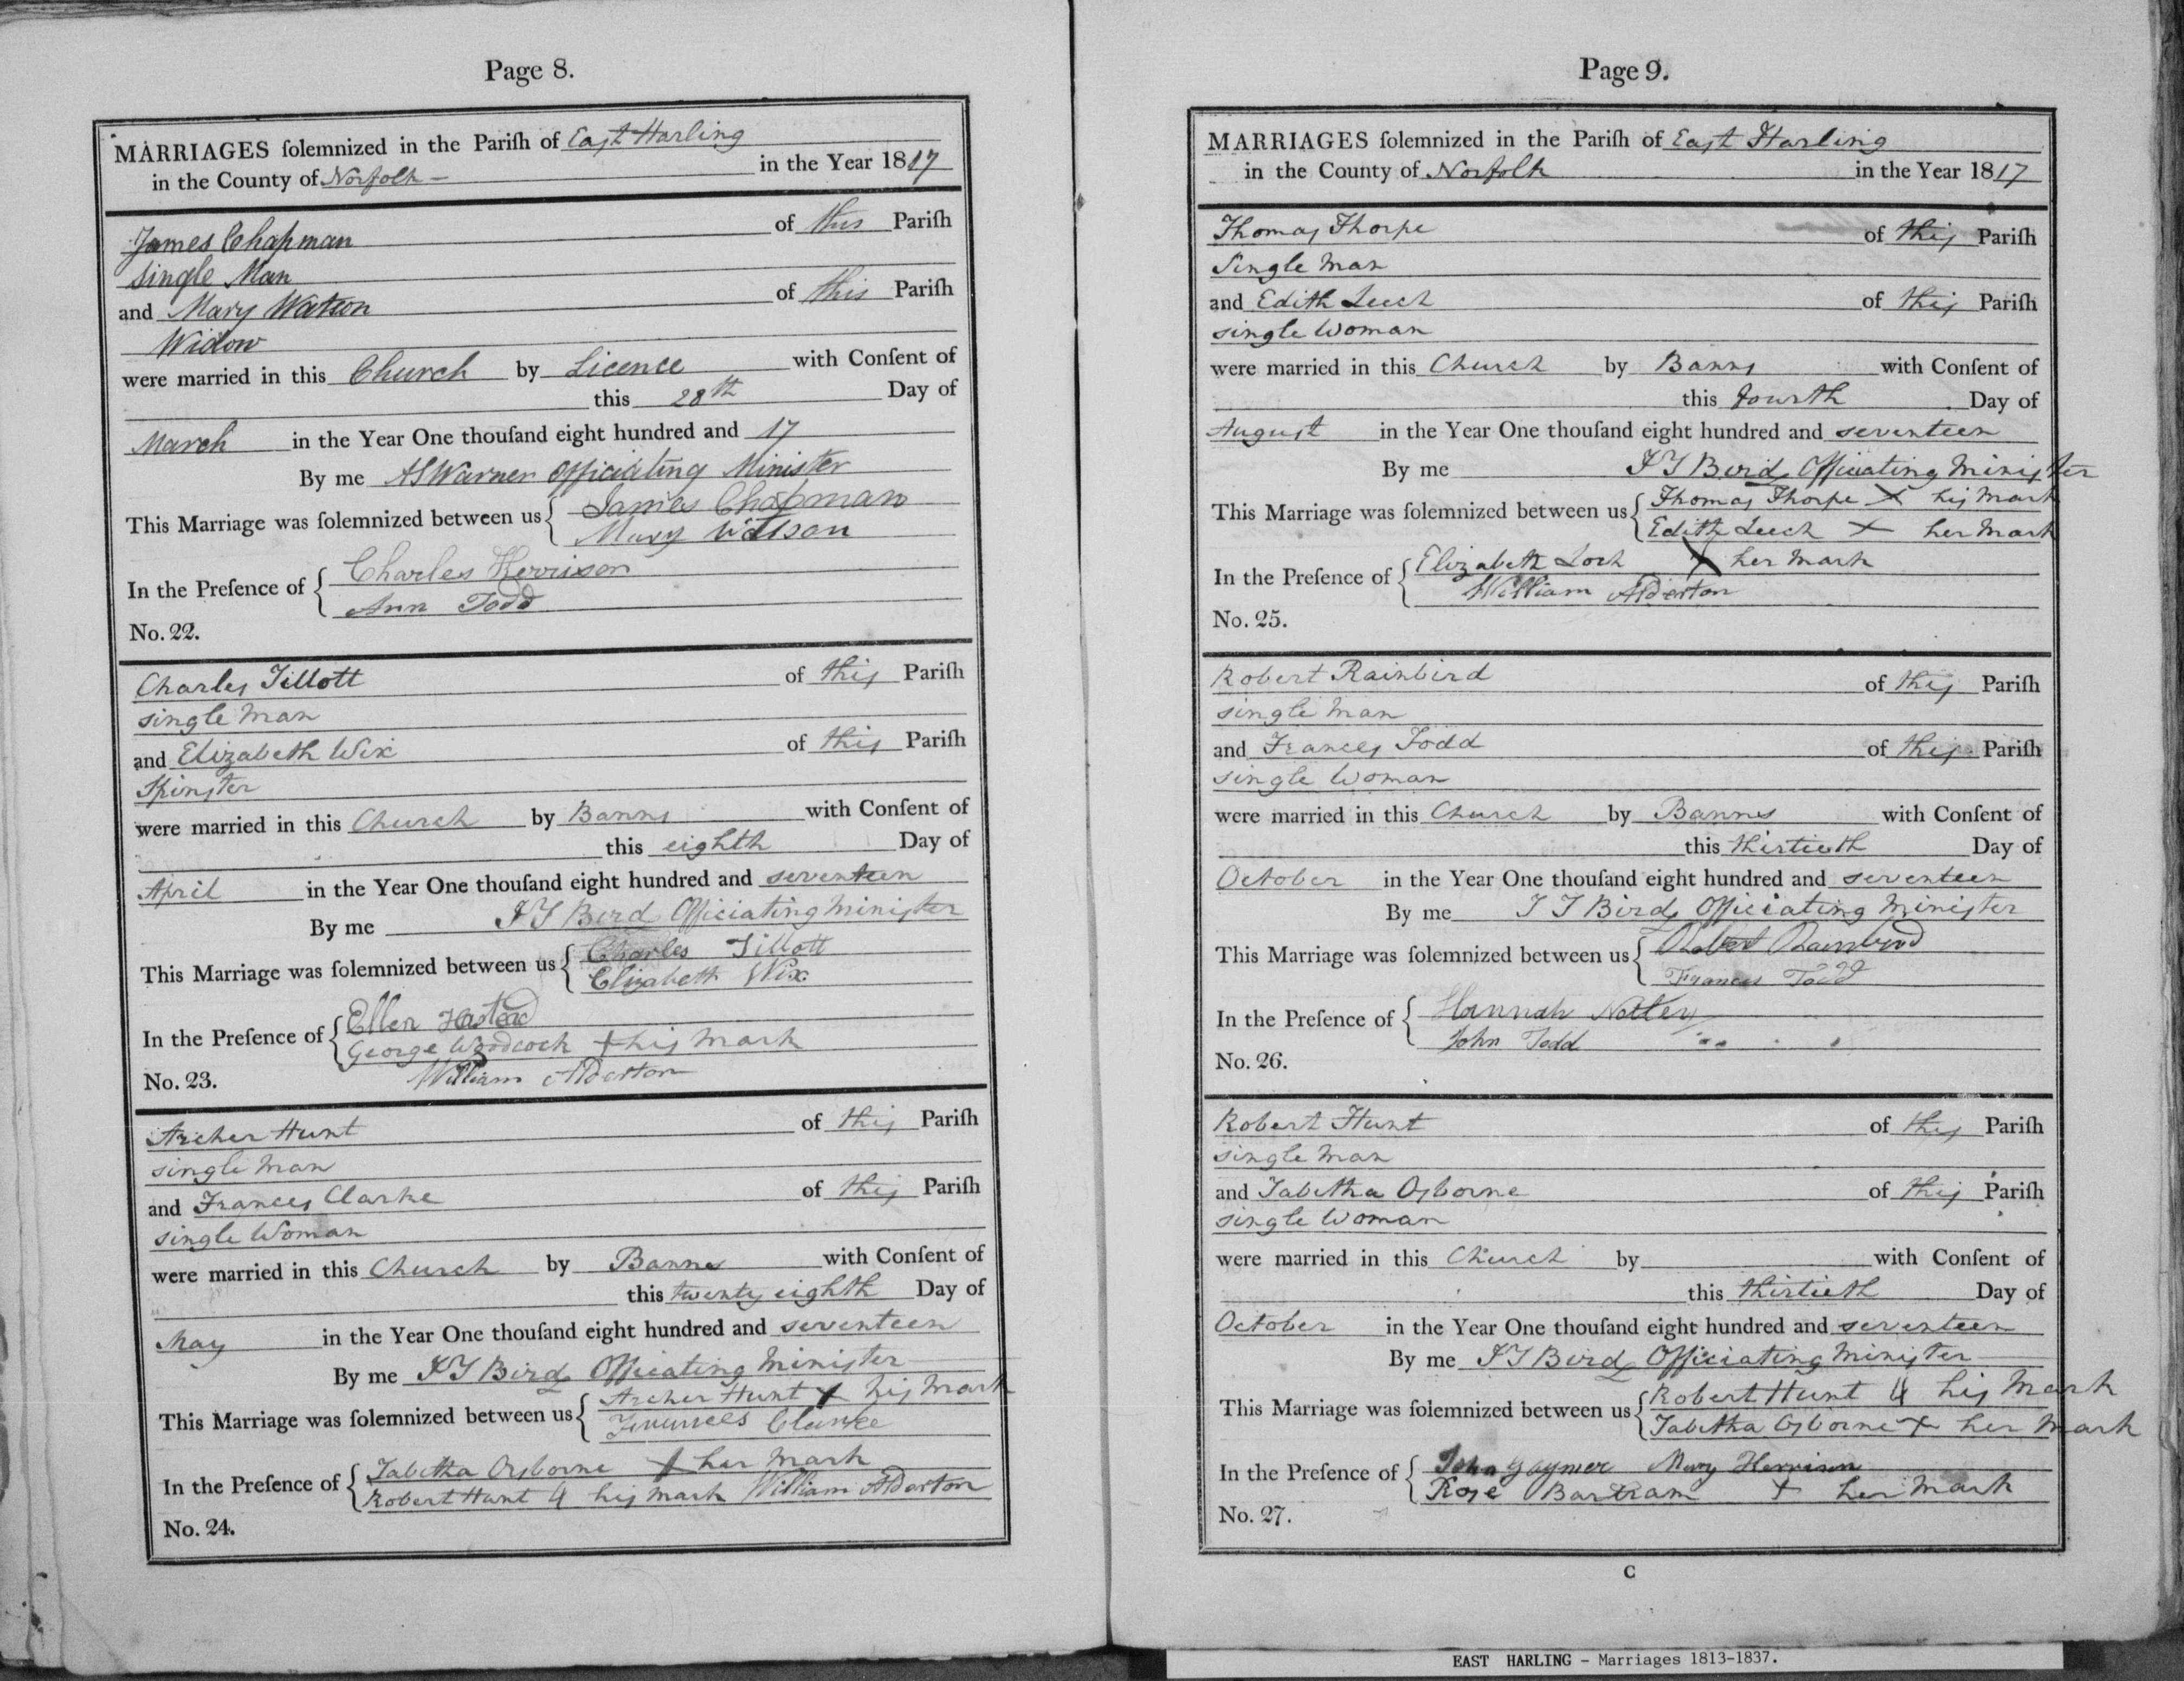 Page 8.
MARRIAGES ſolemnized in the Pariſh of East Harling
in the County of Norfolk – in the Year 1817
James Chapman of this Pariſh
Single Man
and Mary Watson of this Pariſh
Widow
were married in this Church by Licence with Conſent of
this 28th Day of
March in the Year One thouſand eight hundred and 17
By me AS Warner Officiating Minister
This Marriage was ſolemnized between us { James Chapman
Mary Watson
In the Preſence of { Charles Herrison
Ann Todd
No. 22.
Charles Tillott of this Pariſh
single Man
and Elizabeth Wix of this Pariſh
Spinster
were married in this Church by Banns with Conſent of
this eighth Day of
April in the Year One thouſand eight hundred and seventeen
By me J T Bird Officiating Minister
This Marriage was ſolemnized between us { Charles Tillott
Elizabeth Wix
In the Preſence of { Ellen Hasted
George Woodcock + his mark
No. 23. William Alderton
Archer Hunt of this Pariſh
single Man
and Frances Clarke of this Pariſh
single Woman
were married in this Church by Banns with Conſent of
this twenty eighth Day of
May in the Year One thouſand eight hundred and seventeen
By me J T Bird Officiating Minister
This Marriage was ſolemnized between us { Archer Hunt X his mark
Frances Clarke
In the Preſence of { Tabitha Osborne X her mark
Robert Hunt 4 his mark William Alderton
No. 24.
Page 9.
MARRIAGES ſolemnized in the Pariſh of East Harling
in the County of Norfolk in the Year 1817
Thomas Thorpe of this Pariſh
Single Man
and Edith Leech of this Pariſh
single Woman
were married in this Church by Banns with Conſent of
this fourth Day of
August in the Year One thouſand eight hundred and seventeen
By me J T Bird Officiating Minister
This Marriage was ſolemnized between us { Thomas Thorpe X his mark
Edith Leech X her mark
In the Preſence of { Elizabeth Lock X her mark
William Alderton
No. 25.
Robert Rainbird of this Pariſh
single Man
and Frances Todd of this Pariſh
single Woman
were married in this Church by Banns with Conſent of
this thirtieth Day of
October in the Year One thouſand eight hundred and seventeen
By me J T Bird Officiating Minister
This Marriage was ſolemnized between us { Robert Rainbird
Frances Todd
In the Preſence of { Hannah Notley
John Todd
No. 26.
Robert Hunt of this Pariſh
single Man
and Tabitha Osborne of this Pariſh
single Woman
were married in this Church by with Conſent of
this thirtieth Day of
October in the Year One thouſand eight hundred and seventeen
By me J T Bird Officiating Minister
This Marriage was ſolemnized between us { Robert Hunt 4 his mark
Tabitha Osborne + her mark
In the Preſence of { John Gaymer Mary Herrison
Rose Bartram + her mark
No. 27.
C
EAST HARLING – Marriages 1813-1837.